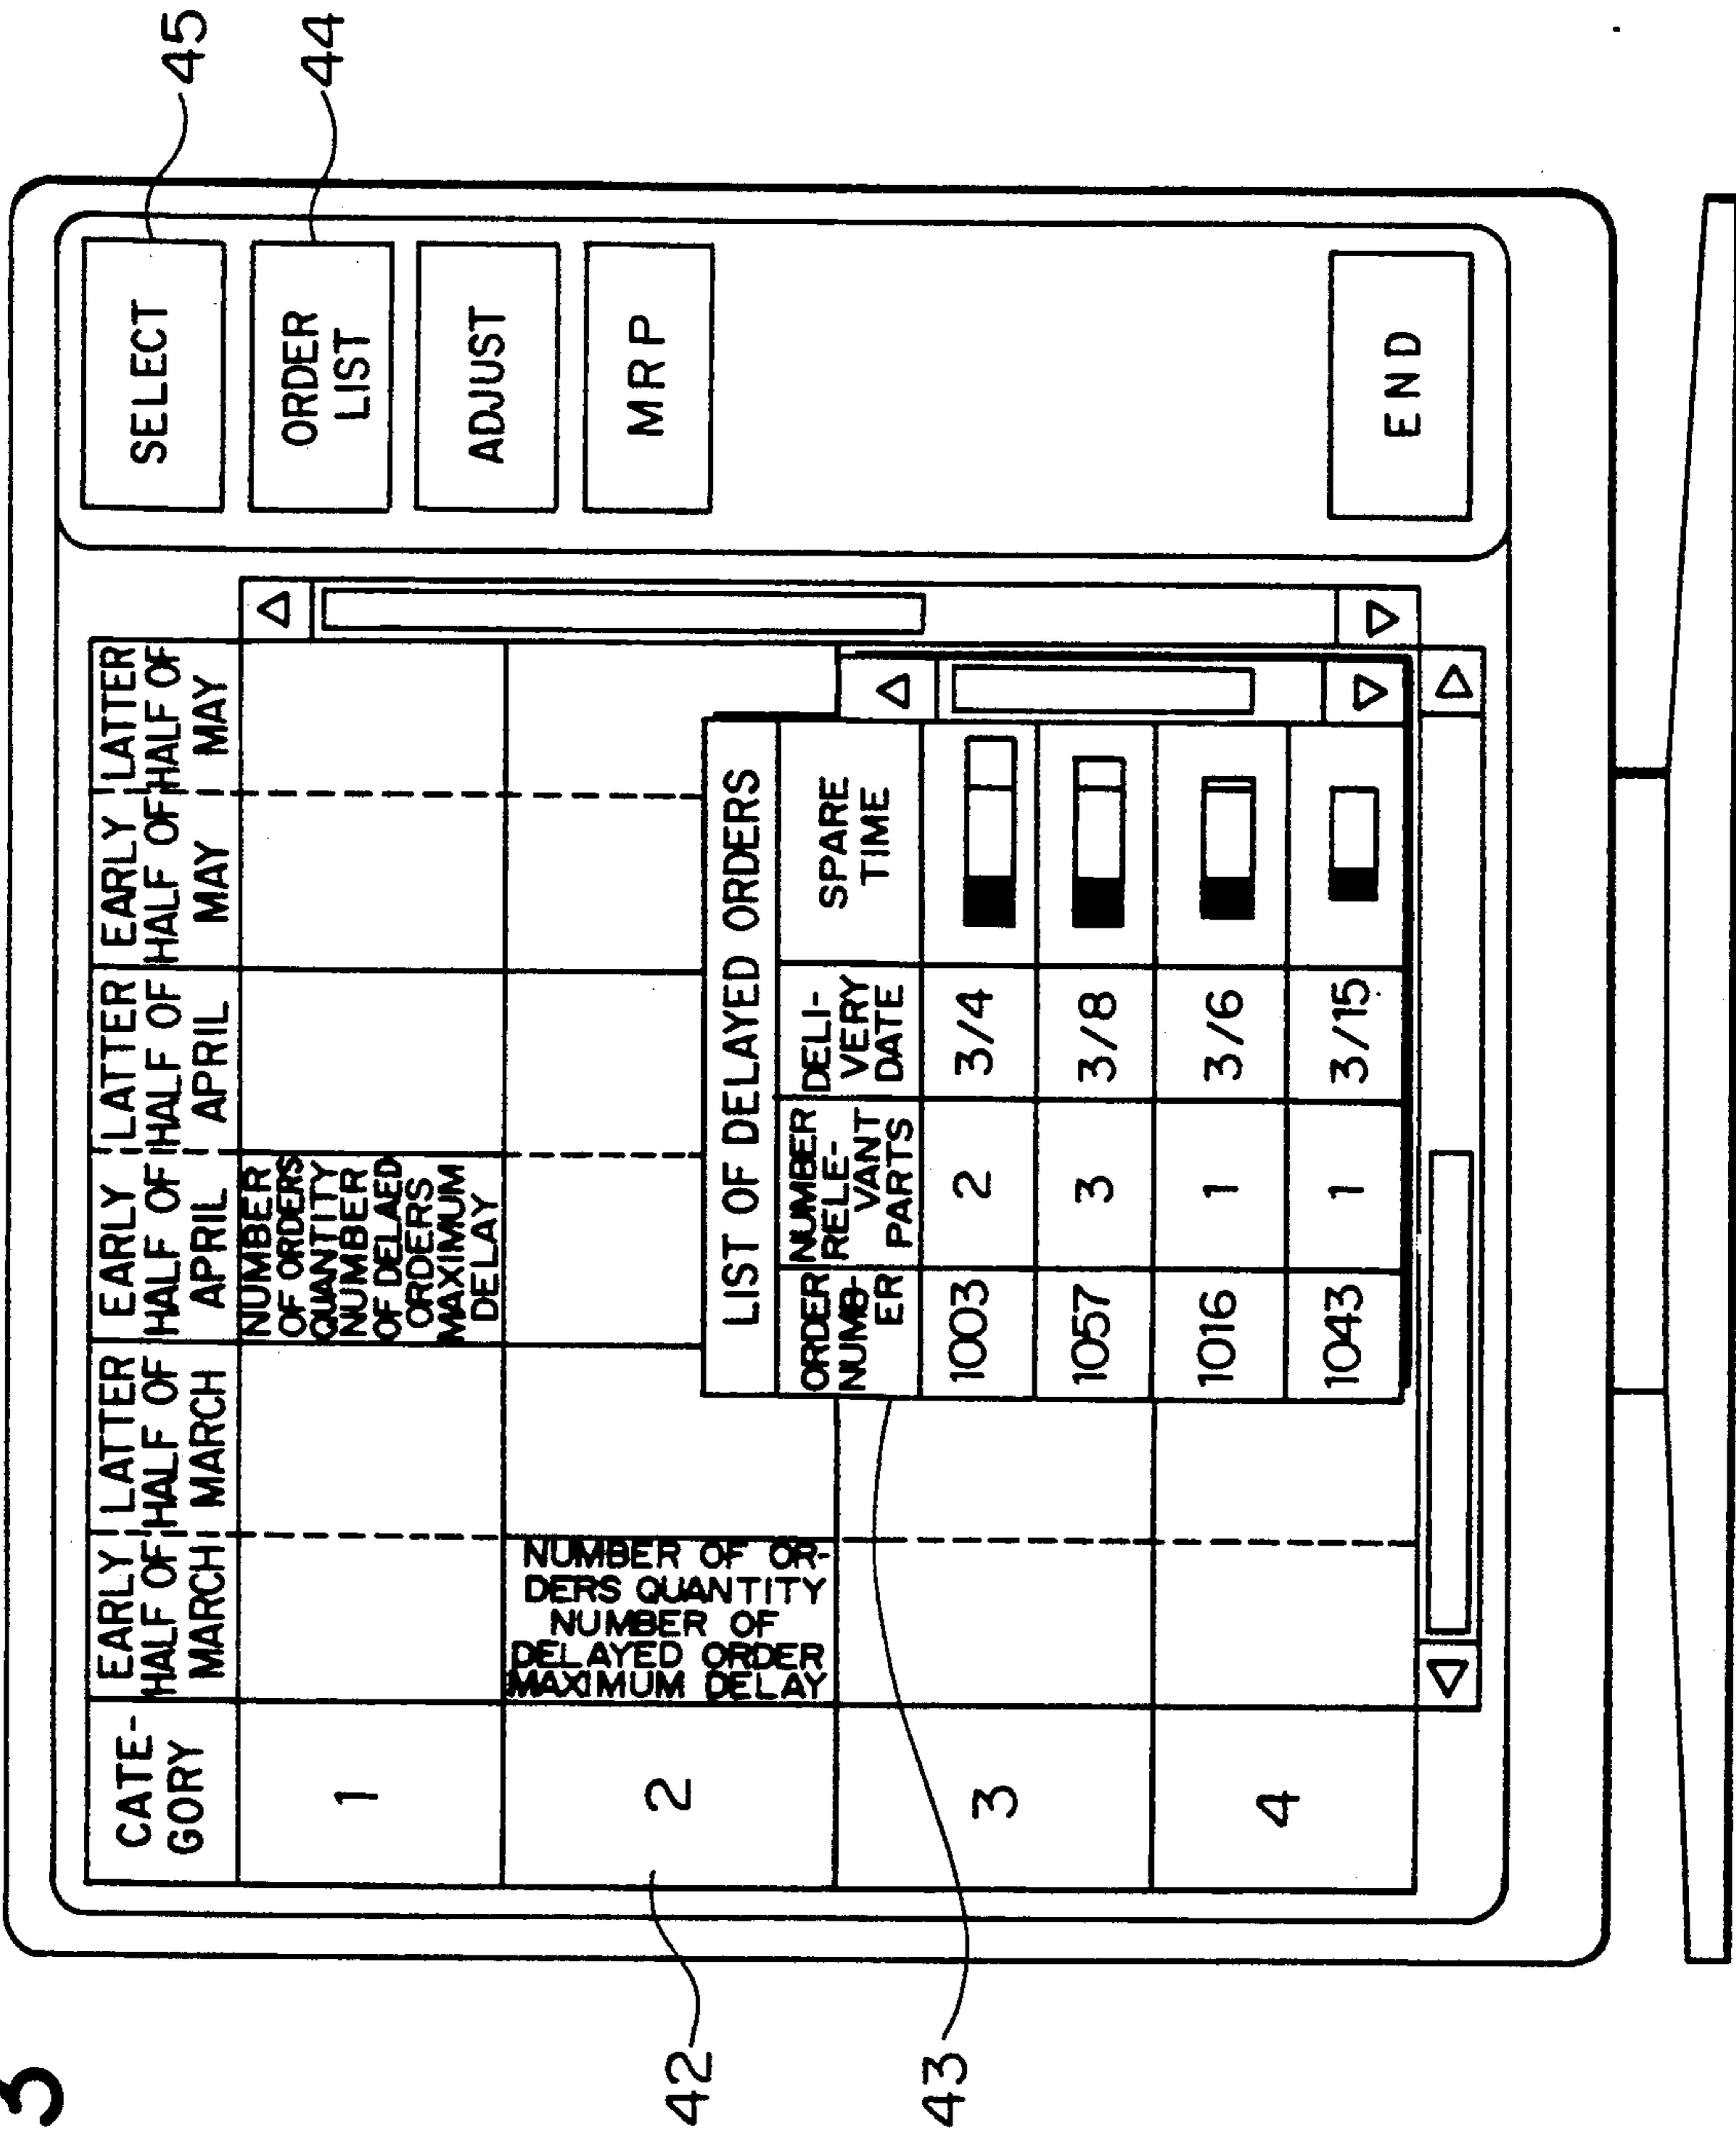 3
45
44
42
43
CATE-
GORY
EARLY
HALF OF
MARCH
LATTER
HALF OF
MARCH
EARLY
HALF OF
APRIL
LATTER
HALF OF
APRIL
EARLY
HALF OF
MAY
LATTER
HALF OF
MAY
1
NUMBER
OF ORDERS
QUANTITY
NUMBER
OF DELAED
ORDERS
MAXIMUM
DELAY
2
NUMBER OF OR-
DERS QUANTITY
NUMBER OF
DELAYED ORDER
MAXIMUM DELAY
3
4
LIST OF DELAYED ORDERS
ORDER
NUMB-
ER
NUMBER
RELE-
VANT
PARTS
DELI-
VERY
DATE
SPARE
TIME
1003 2 3/4
1057 3 3/8
1016 1 3/6
1043 1 3/15
SELECT
ORDER
LIST
ADJUST
MRP
END